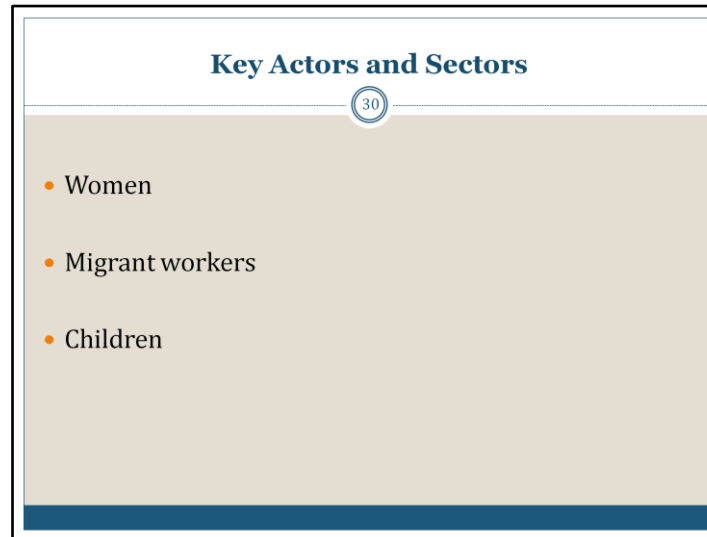 Key Actors and Sectors
30
• Women
• Migrant workers
• Children